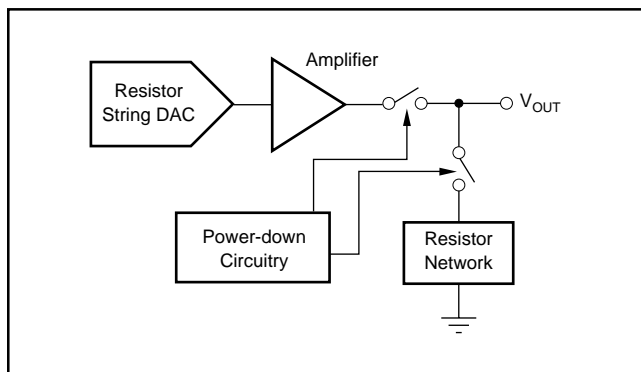 Amplifier
Resistor
String DAC
VOUT
Power-down
Circuitry
Resistor
Network